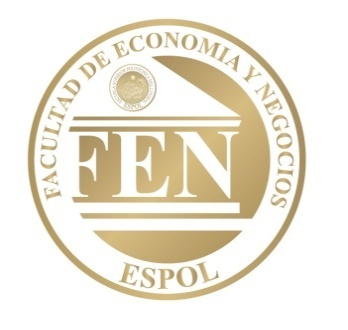 FACULTAD DE ECONOMIA Y NEGOCIOS
FEN
ESPOL